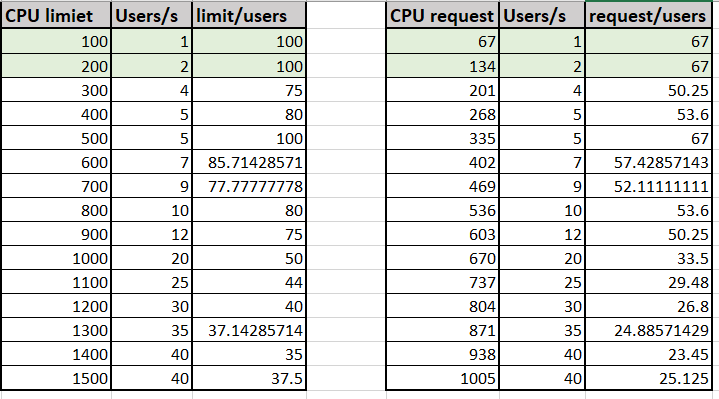 CPU limiet Users/s limit/users CPU request Users/s request/users
100 1 100 67 1 67
200 2 100 134 2 67
300 4 75 201 4 50.25
400 5 80 268 5 53.6
500 5 100 335 5 67
600 7 85.71428571 402 7 57.42857143
700 9 77.77777778 469 9 52.11111111
800 10 80 536 10 53.6
900 12 75 603 12 50.25
1000 20 50 670 20 33.5
1100 25 44 737 25 29.48
1200 30 40 804 30 26.8
1300 35 37.14285714 871 35 24.88571429
1400 40 35 938 40 23.45
1500 40 37.5 1005 40 25.125